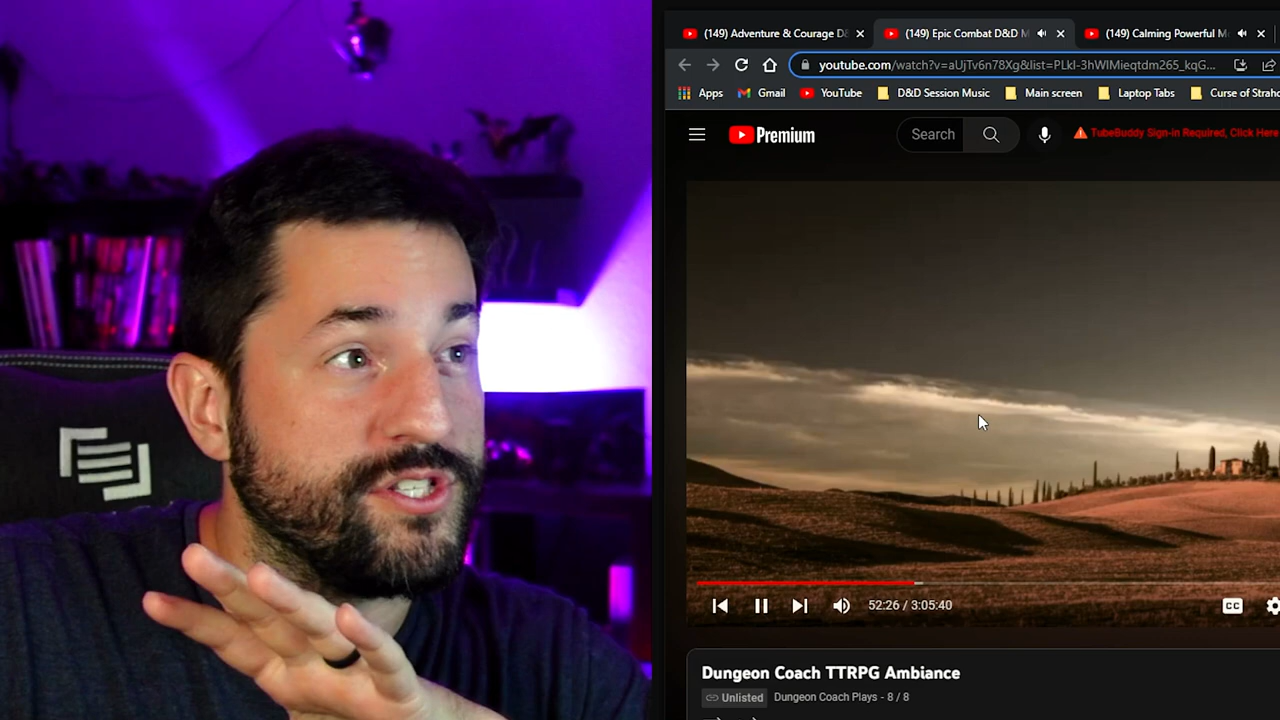 (149) Adventure & Courage D& (149) Epic Combat D&D M (149) Calming Powerful M
youtube.com/watch?v=aUjTv6n78Xg&list=PLkl-3hWIMieqtdm265_kqG...
Apps Gmail YouTube D&D Session Music Main screen Laptop Tabs Curse of Strahd
Premium Search TubeBuddy Sign-in Required, Click Here
52:26 / 3:05:40 CC
Dungeon Coach TTRPG Ambiance
Unlisted Dungeon Coach Plays - 8 / 8